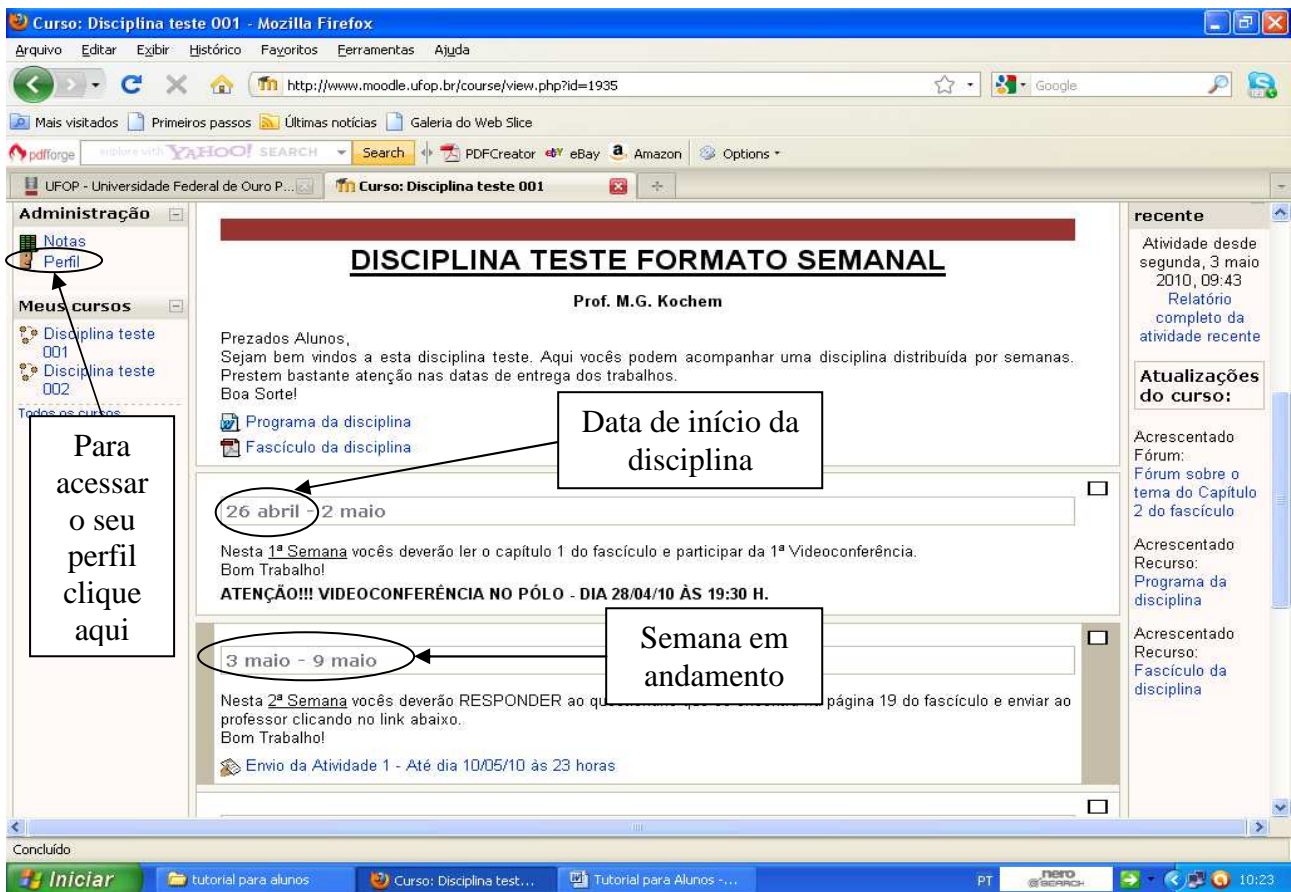 Curso: Disciplina teste 001 - Mozilla Firefox
Arquivo Editar Exibir Histórico Favoritos Ferramentas Ajuda
http://www.moodle.ufop.br/course/view.php?id=1935
Google
Mais visitados Primeiros passos Últimas notícias Galeria do Web Slice
pdfforge YAHOO! SEARCH Search PDFCreator eBay Amazon Options
UFOP - Universidade Federal de Ouro P...
Curso: Disciplina teste 001
Administração
Notas
Perfil
Meus cursos
Disciplina teste
001
Disciplina teste
002
Todos os cursos
Para
acessar
o seu
perfil
clique
aqui
DISCIPLINA TESTE FORMATO SEMANAL
Prof. M.G. Kochem
Prezados Alunos,
Sejam bem vindos a esta disciplina teste. Aqui vocês podem acompanhar uma disciplina distribuída por semanas.
Prestem bastante atenção nas datas de entrega dos trabalhos.
Boa Sorte!
Programa da disciplina
Fascículo da disciplina
Data de início da
disciplina
26 abril - 2 maio
Nesta 1ª Semana vocês deverão ler o capítulo 1 do fascículo e participar da 1ª Videoconferência.
Bom Trabalho!
ATENÇÃO!!! VIDEOCONFERÊNCIA NO PÓLO - DIA 28/04/10 ÀS 19:30 H.
Semana em
andamento
3 maio - 9 maio
Nesta 2ª Semana vocês deverão RESPONDER ao página 19 do fascículo e enviar ao
professor clicando no link abaixo.
Bom Trabalho!
Envio da Atividade 1 - Até dia 10/05/10 às 23 horas
recente
Atividade desde
segunda, 3 maio
2010, 09:43
Relatório
completo da
atividade recente
Atualizações
do curso:
Acrescentado
Fórum:
Fórum sobre o
tema do Capítulo
2 do fascículo
Acrescentado
Recurso:
Programa da
disciplina
Acrescentado
Recurso:
Fascículo da
disciplina
Concluído
Iniciar
tutorial para alunos
Curso: Disciplina test...
Tutorial para Alunos -...
PT
nero
SEARCH
10:23